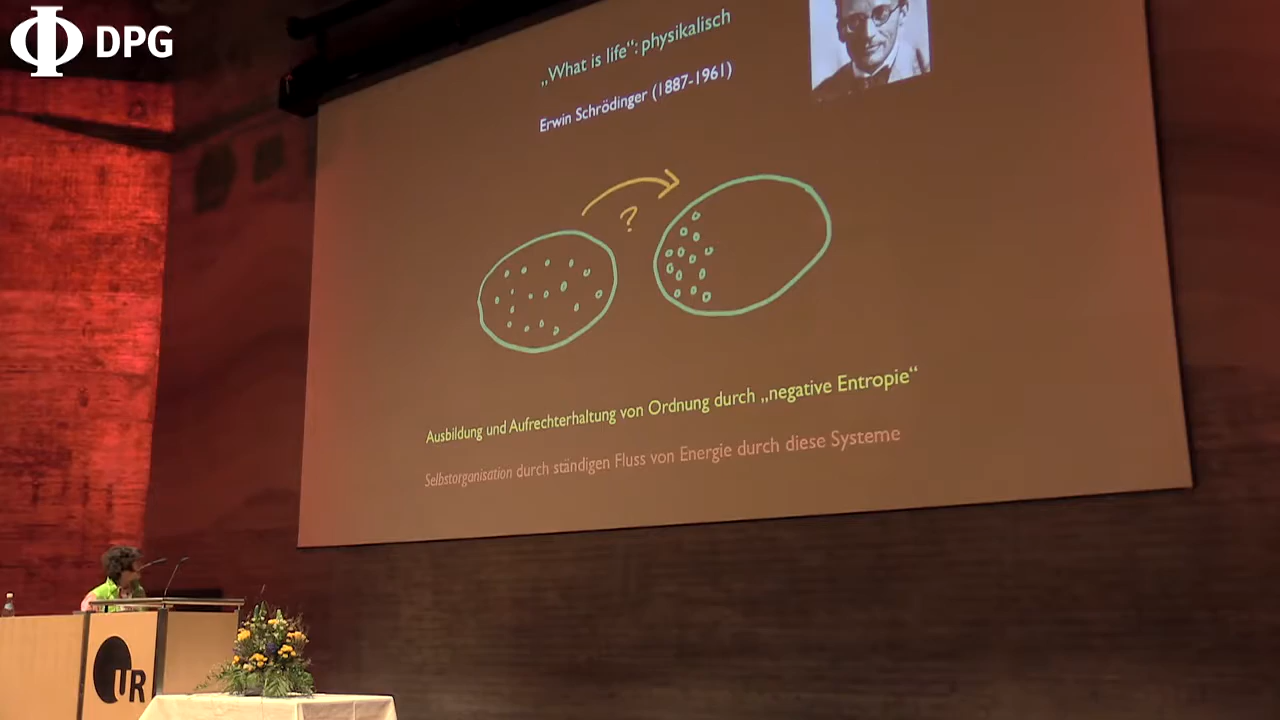 DPG
„What is life“: physikalisch
Erwin Schrödinger (1887-1961)
?
Ausbildung und Aufrechterhaltung von Ordnung durch „negative Entropie“
Selbstorganisation durch ständigen Fluss von Energie durch diese Systeme
UR